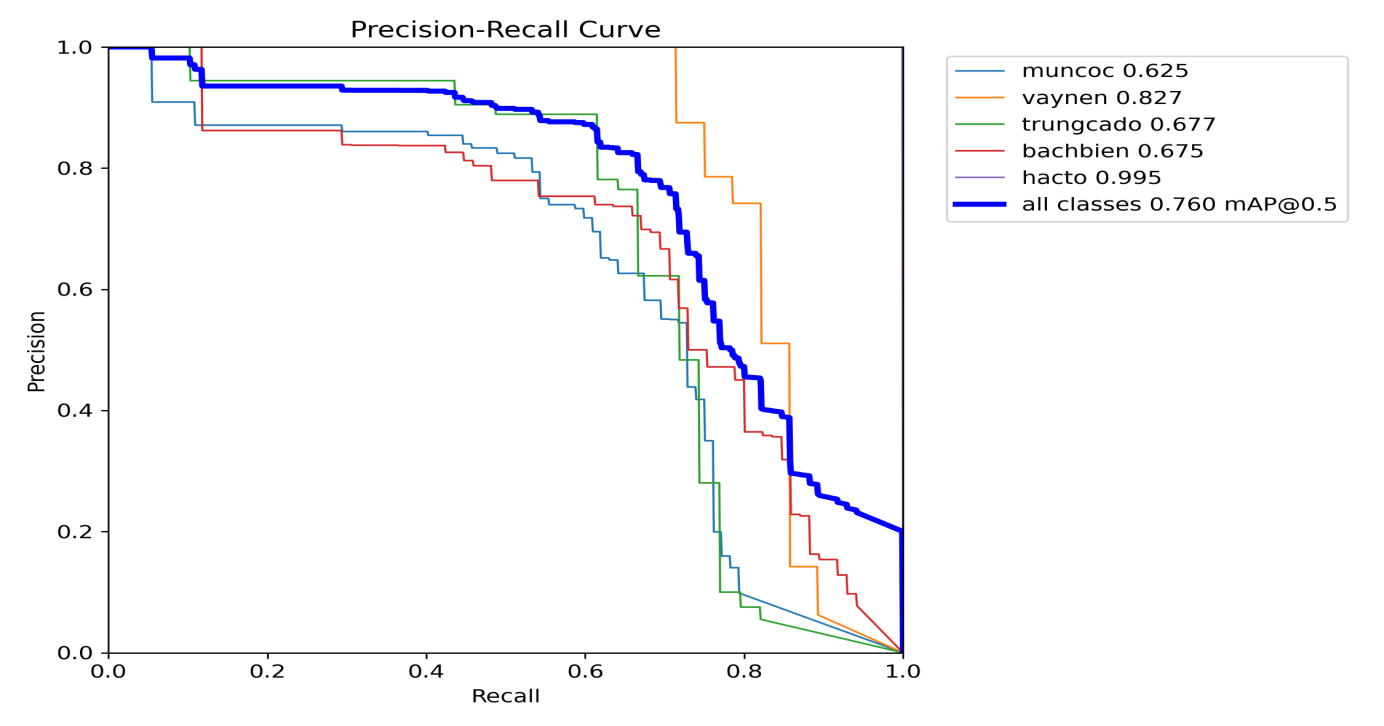 Precision-Recall Curve
1.0
0.8
0.6
0.4
0.2
0.0
Precision
0.0 0.2 0.4 0.6 0.8 1.0
Recall
muncoc 0.625
vaynen 0.827
trungcado 0.677
bachbien 0.675
hacto 0.995
all classes 0.760 mAP@0.5